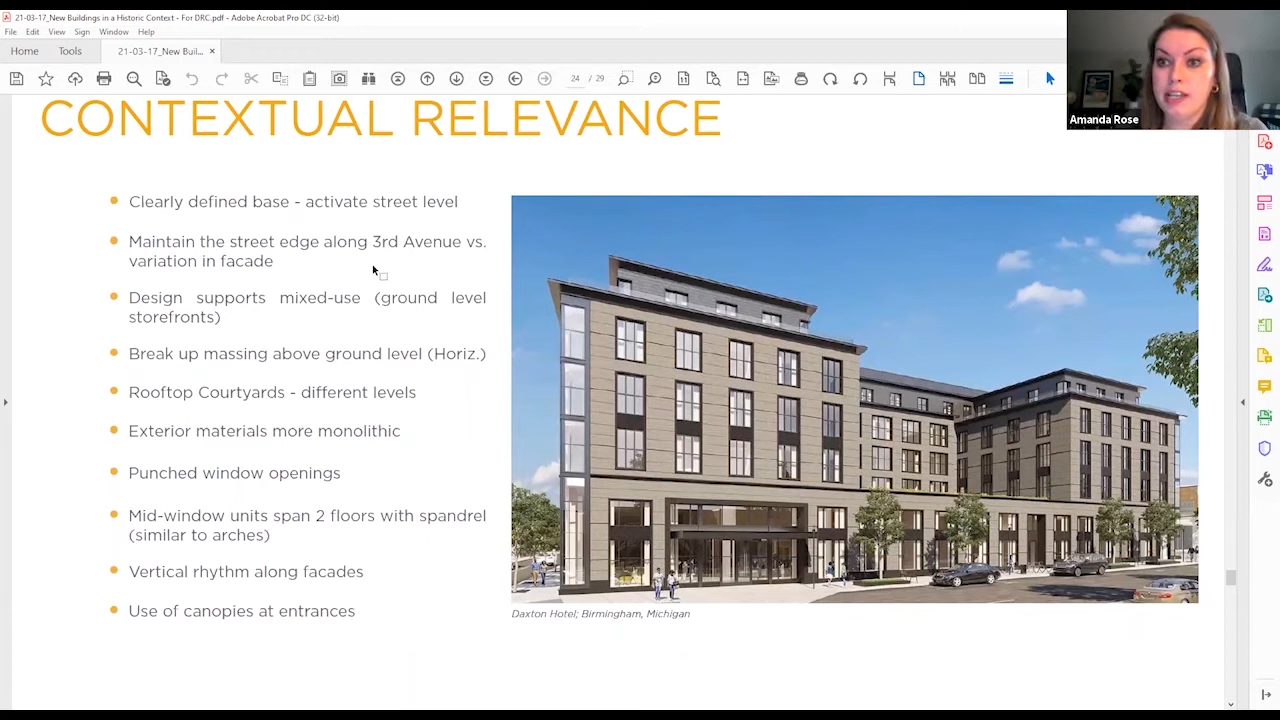 21-03-17_New Buildings in a Historic Context - For DRC.pdf - Adobe Acrobat Pro DC (32-bit)
File Edit View Sign Window Help
Home Tools 21-03-17_New Buil... ×
24 / 29
Amanda Rose
CONTEXTUAL RELEVANCE
Clearly defined base - activate street level
Maintain the street edge along 3rd Avenue vs.
variation in facade
Design supports mixed-use (ground level
storefronts)
Break up massing above ground level (Horiz.)
Rooftop Courtyards - different levels
Exterior materials more monolithic
Punched window openings
Mid-window units span 2 floors with spandrel
(similar to arches)
Vertical rhythm along facades
Use of canopies at entrances
Daxton Hotel; Birmingham, Michigan